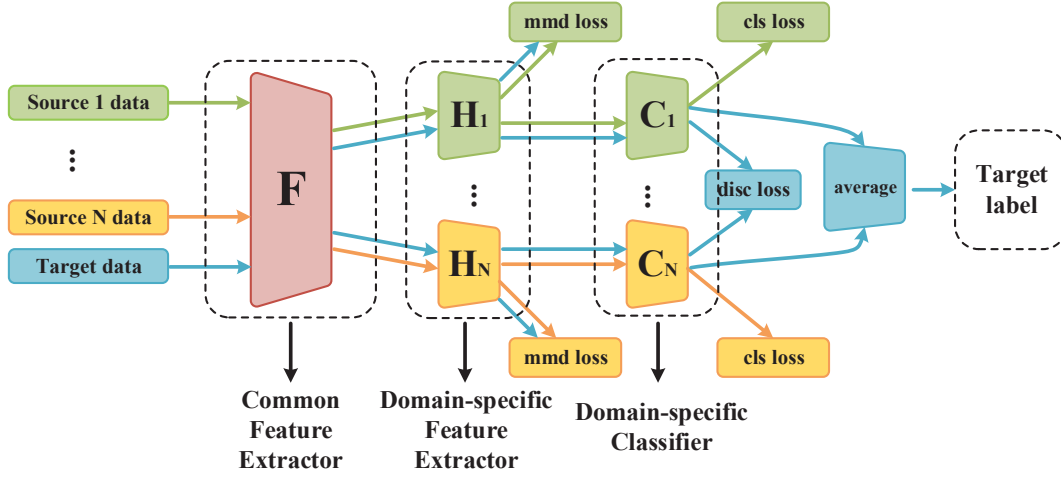 mmd loss
cls loss
Source 1 data
H1
C1
F
disc loss
average
Target
label
Source N data
Target data
HN
CN
mmd loss
cls loss
Common
Feature
Extractor
Domain-specific
Feature
Extractor
Domain-specific
Classifier